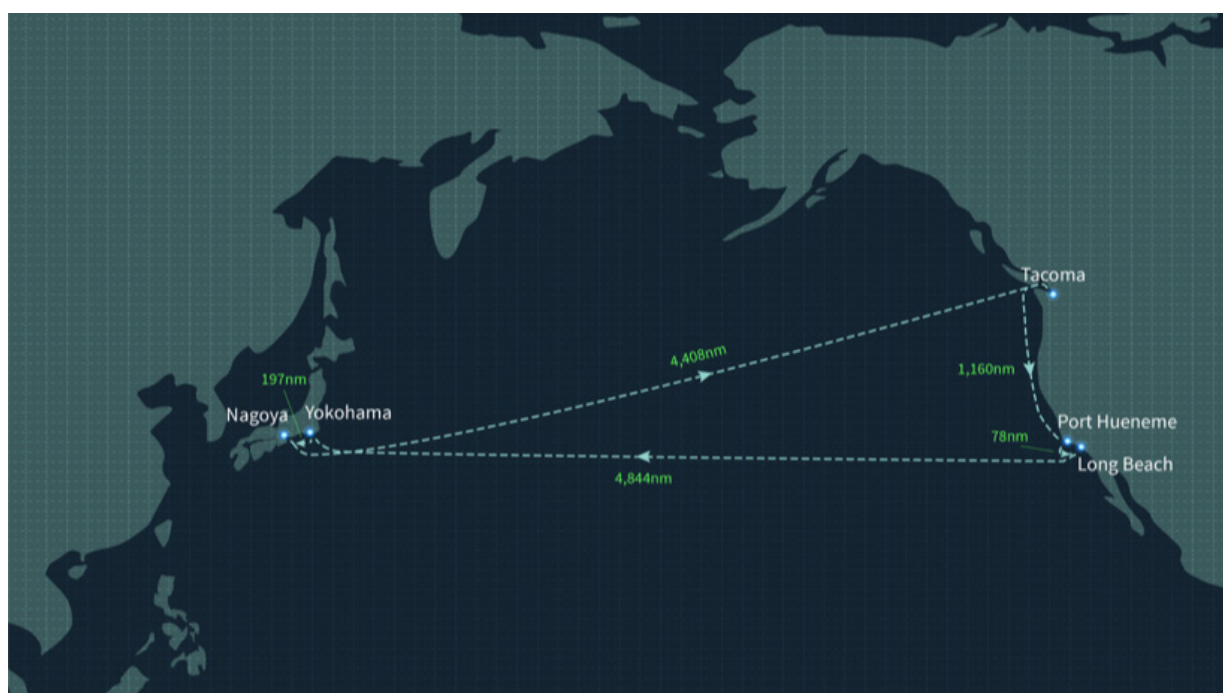 Tacoma
4,408nm
1,160nm
197nm
Nagoya
Yokohama
Port Hueneme
78nm
Long Beach
4,844nm